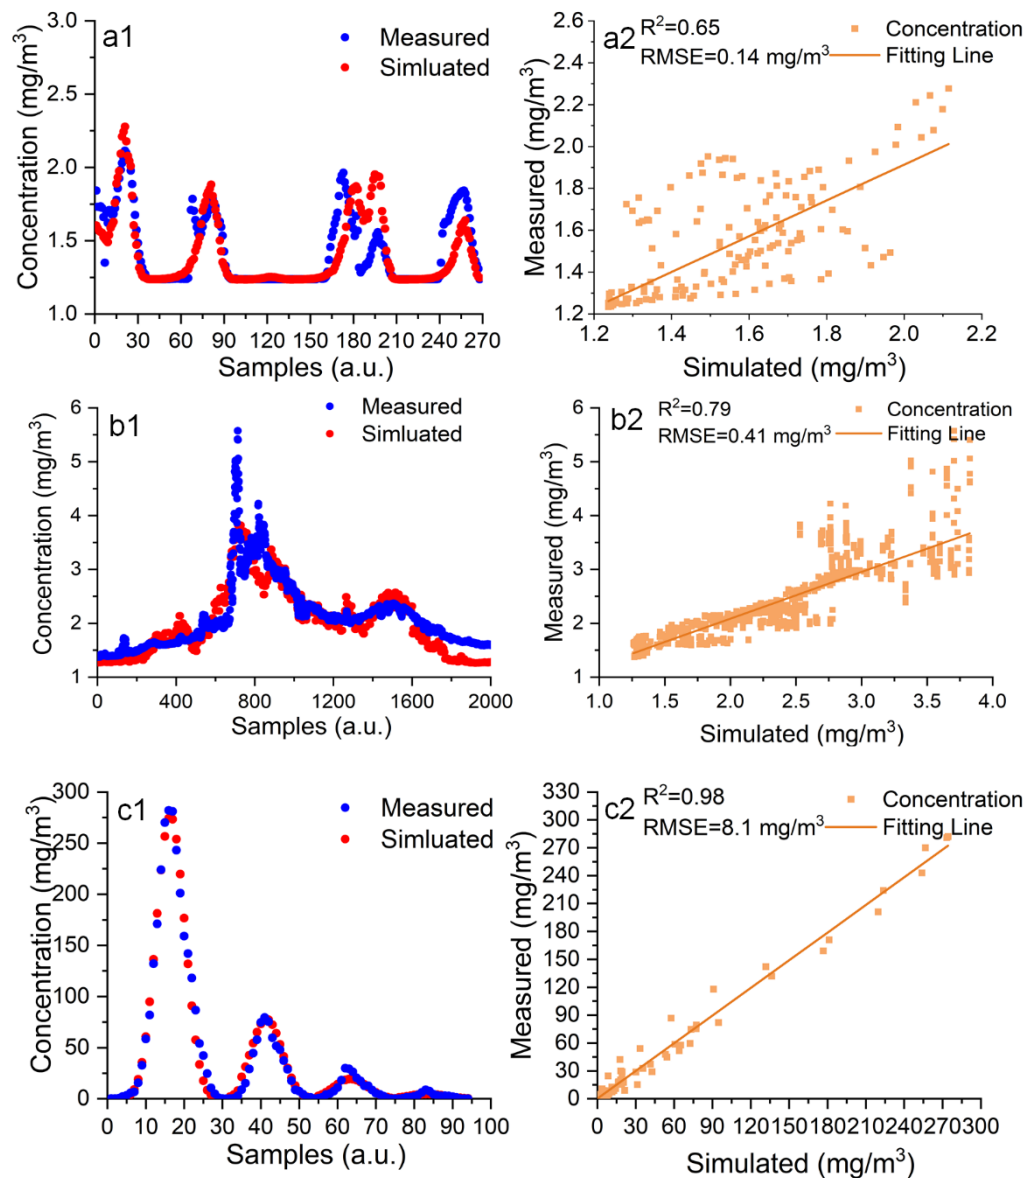 a1
Measured
Simluated
Concentration (mg/m³)
3.0
2.5
2.0
1.5
1.0
0 30 60 90 120 150 180 210 240 270
Samples (a.u.)
a2
R²=0.65
RMSE=0.14 mg/m³
Concentration
Fitting Line
Measured (mg/m³)
2.6
2.4
2.2
2.0
1.8
1.6
1.4
1.2
1.2 1.4 1.6 1.8 2.0 2.2
Simulated (mg/m³)
b1
Measured
Simluated
Concentration (mg/m³)
6
5
4
3
2
1
0 400 800 1200 1600 2000
Samples (a.u.)
b2
R²=0.79
RMSE=0.41 mg/m³
Concentration
Fitting Line
Measured (mg/m³)
6
5
4
3
2
1
1.0 1.5 2.0 2.5 3.0 3.5 4.0
Simulated (mg/m³)
c1
Measured
Simluated
Concentration (mg/m³)
300
250
200
150
100
50
0
0 10 20 30 40 50 60 70 80 90 100
Samples (a.u.)
c2
R²=0.98
RMSE=8.1 mg/m³
Concentration
Fitting Line
Measured (mg/m³)
330
300
270
240
210
180
150
120
90
60
30
0
0 30 60 90 120 150 180 210 240 270 300
Simulated (mg/m³)